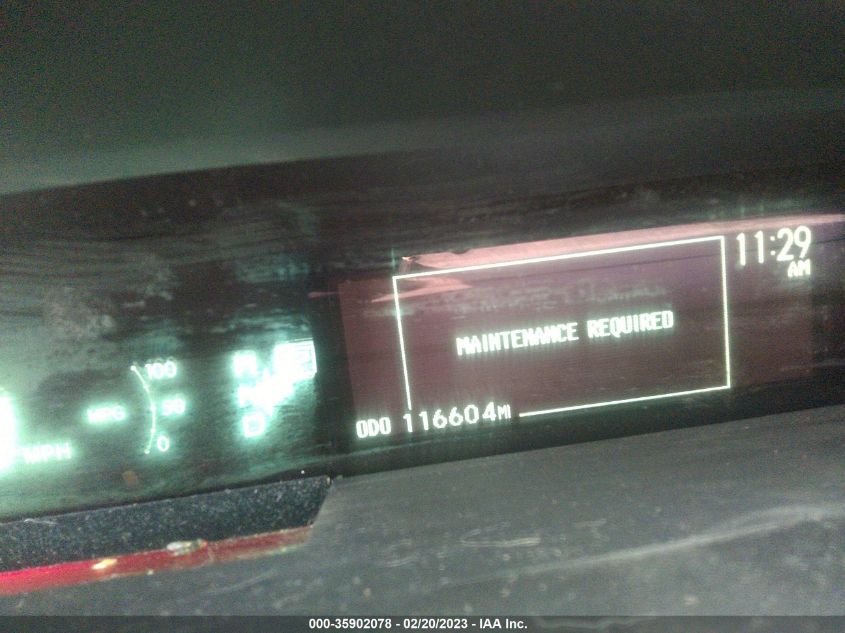 11:29
AM
MAINTENANCE REQUIRED
ODO 116604MI
100
MPG 50
0
MPH
D
000-35902078 - 02/20/2023 - IAA Inc.